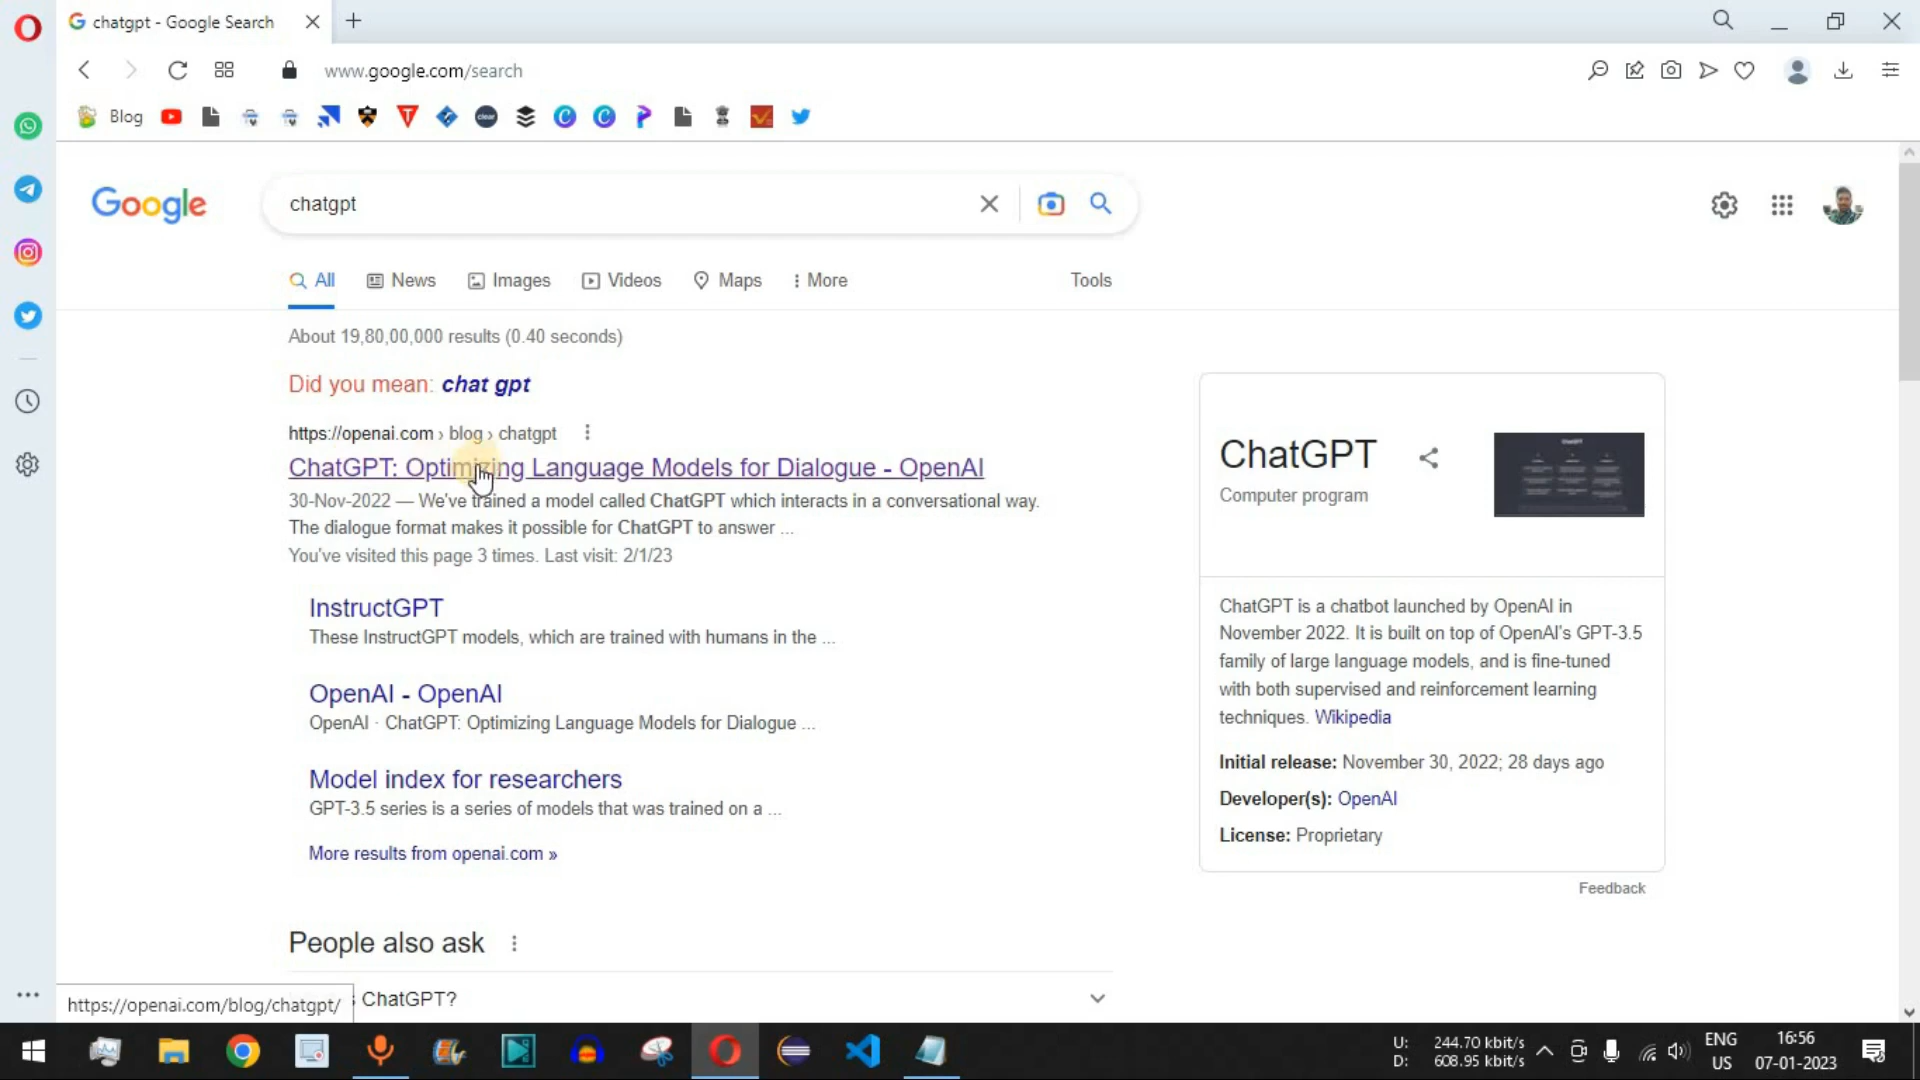 chatgpt - Google Search
www.google.com/search
Blog
clear
Google
chatgpt
All
News
Images
Videos
Maps
More
Tools
About 19,80,00,000 results (0.40 seconds)
Did you mean: chat gpt
https://openai.com › blog › chatgpt
ChatGPT: Optimizing Language Models for Dialogue - OpenAI
30-Nov-2022 — We've trained a model called ChatGPT which interacts in a conversational way.
The dialogue format makes it possible for ChatGPT to answer ...
You've visited this page 3 times. Last visit: 2/1/23
InstructGPT
These InstructGPT models, which are trained with humans in the ...
OpenAI - OpenAI
OpenAI · ChatGPT: Optimizing Language Models for Dialogue ...
Model index for researchers
GPT-3.5 series is a series of models that was trained on a ...
More results from openai.com »
People also ask
ChatGPT?
https://openai.com/blog/chatgpt/
ChatGPT
Computer program
ChatGPT is a chatbot launched by OpenAI in
November 2022. It is built on top of OpenAI's GPT-3.5
family of large language models, and is fine-tuned
with both supervised and reinforcement learning
techniques. Wikipedia
Initial release: November 30, 2022; 28 days ago
Developer(s): OpenAI
License: Proprietary
Feedback
U: 244.70 kbit/s
D: 608.95 kbit/s
ENG
US
16:56
07-01-2023